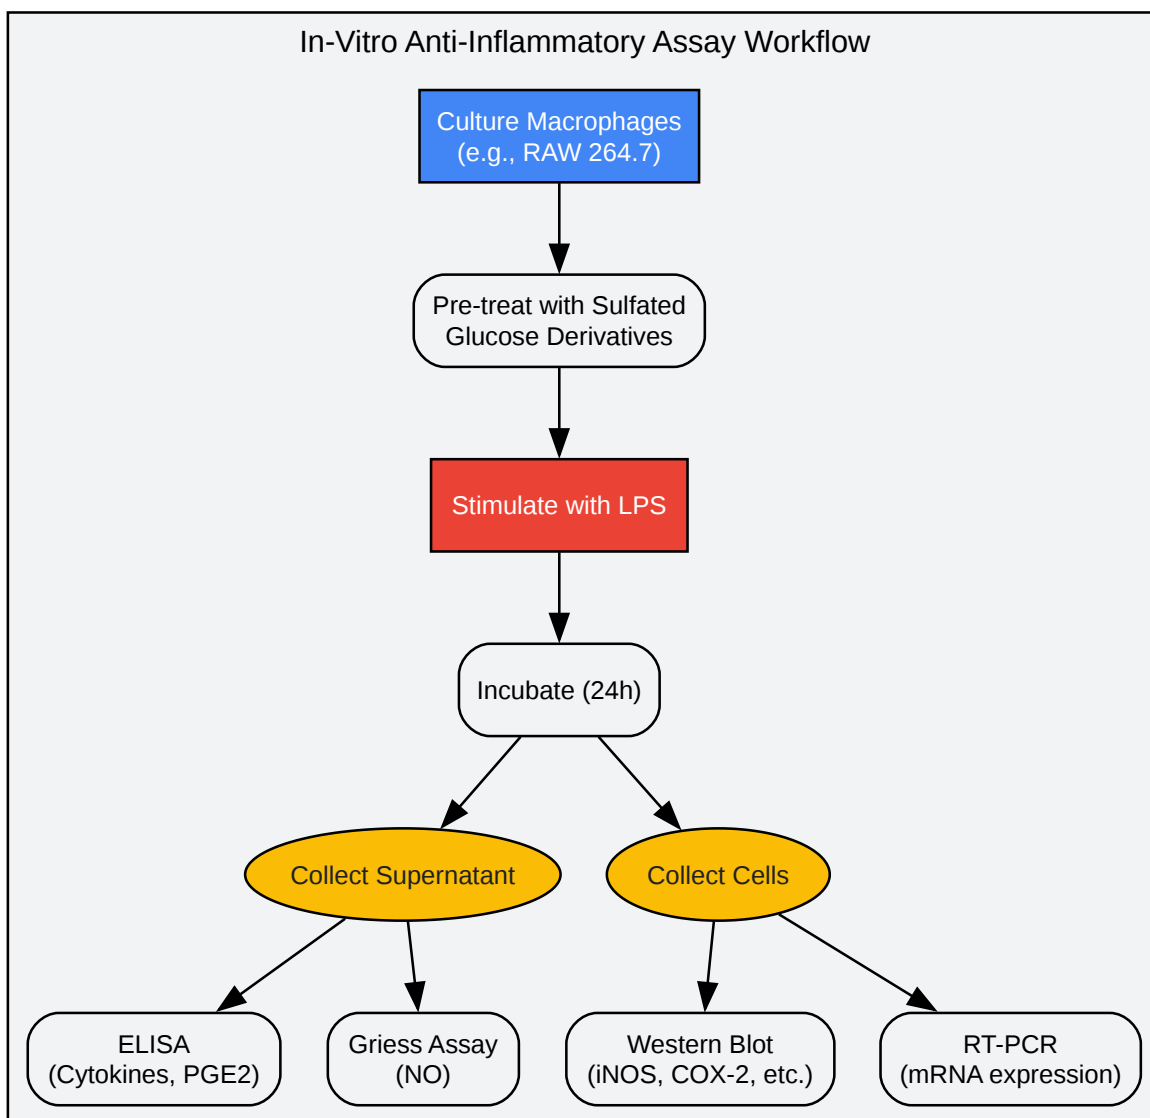 In-Vitro Anti-Inflammatory Assay Workflow
Culture Macrophages
(e.g., RAW 264.7)
Pre-treat with Sulfated
Glucose Derivatives
Stimulate with LPS
Incubate (24h)
Collect Supernatant
Collect Cells
ELISA
(Cytokines, PGE2)
Griess Assay
(NO)
Western Blot
(iNOS, COX-2, etc.)
RT-PCR
(mRNA expression)